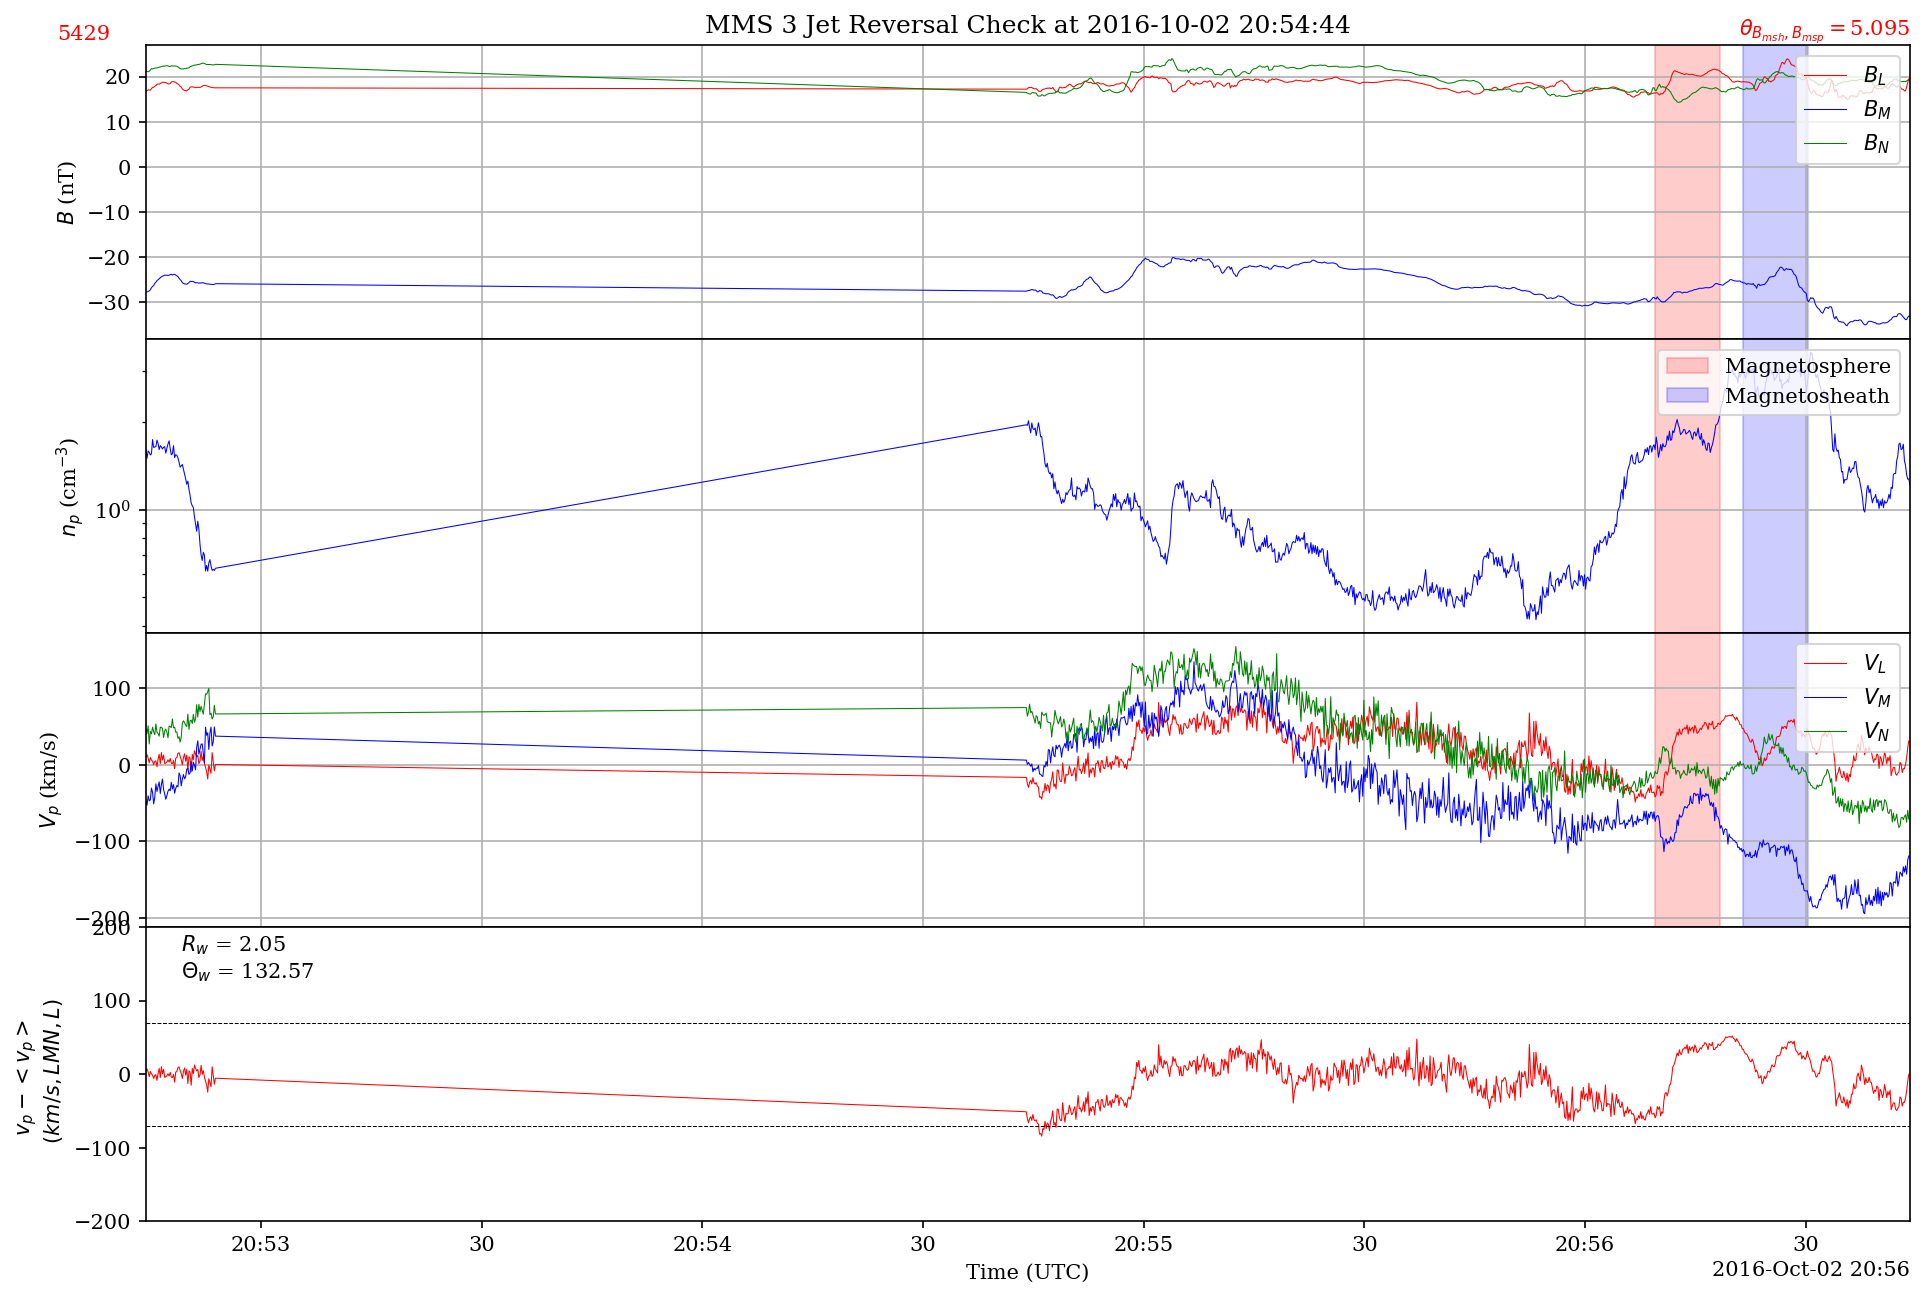 MMS 3 Jet Reversal Check at 2016-10-02 20:54:44
5429
θ_{B_{msh}, B_{msp}} = 5.095
20
10
0
−10
−20
−30
B (nT)
B_L
B_M
B_N
10^0
n_p (cm^{−3})
Magnetosphere
Magnetosheath
100
0
−100
−200
V_p (km/s)
V_L
V_M
V_N
200
100
0
−100
−200
v_p − < v_p >
(km/s, LMN, L)
R_w = 2.05
Θ_w = 132.57
20:53 30 20:54 30 20:55 30 20:56 30
Time (UTC)
2016-Oct-02 20:56